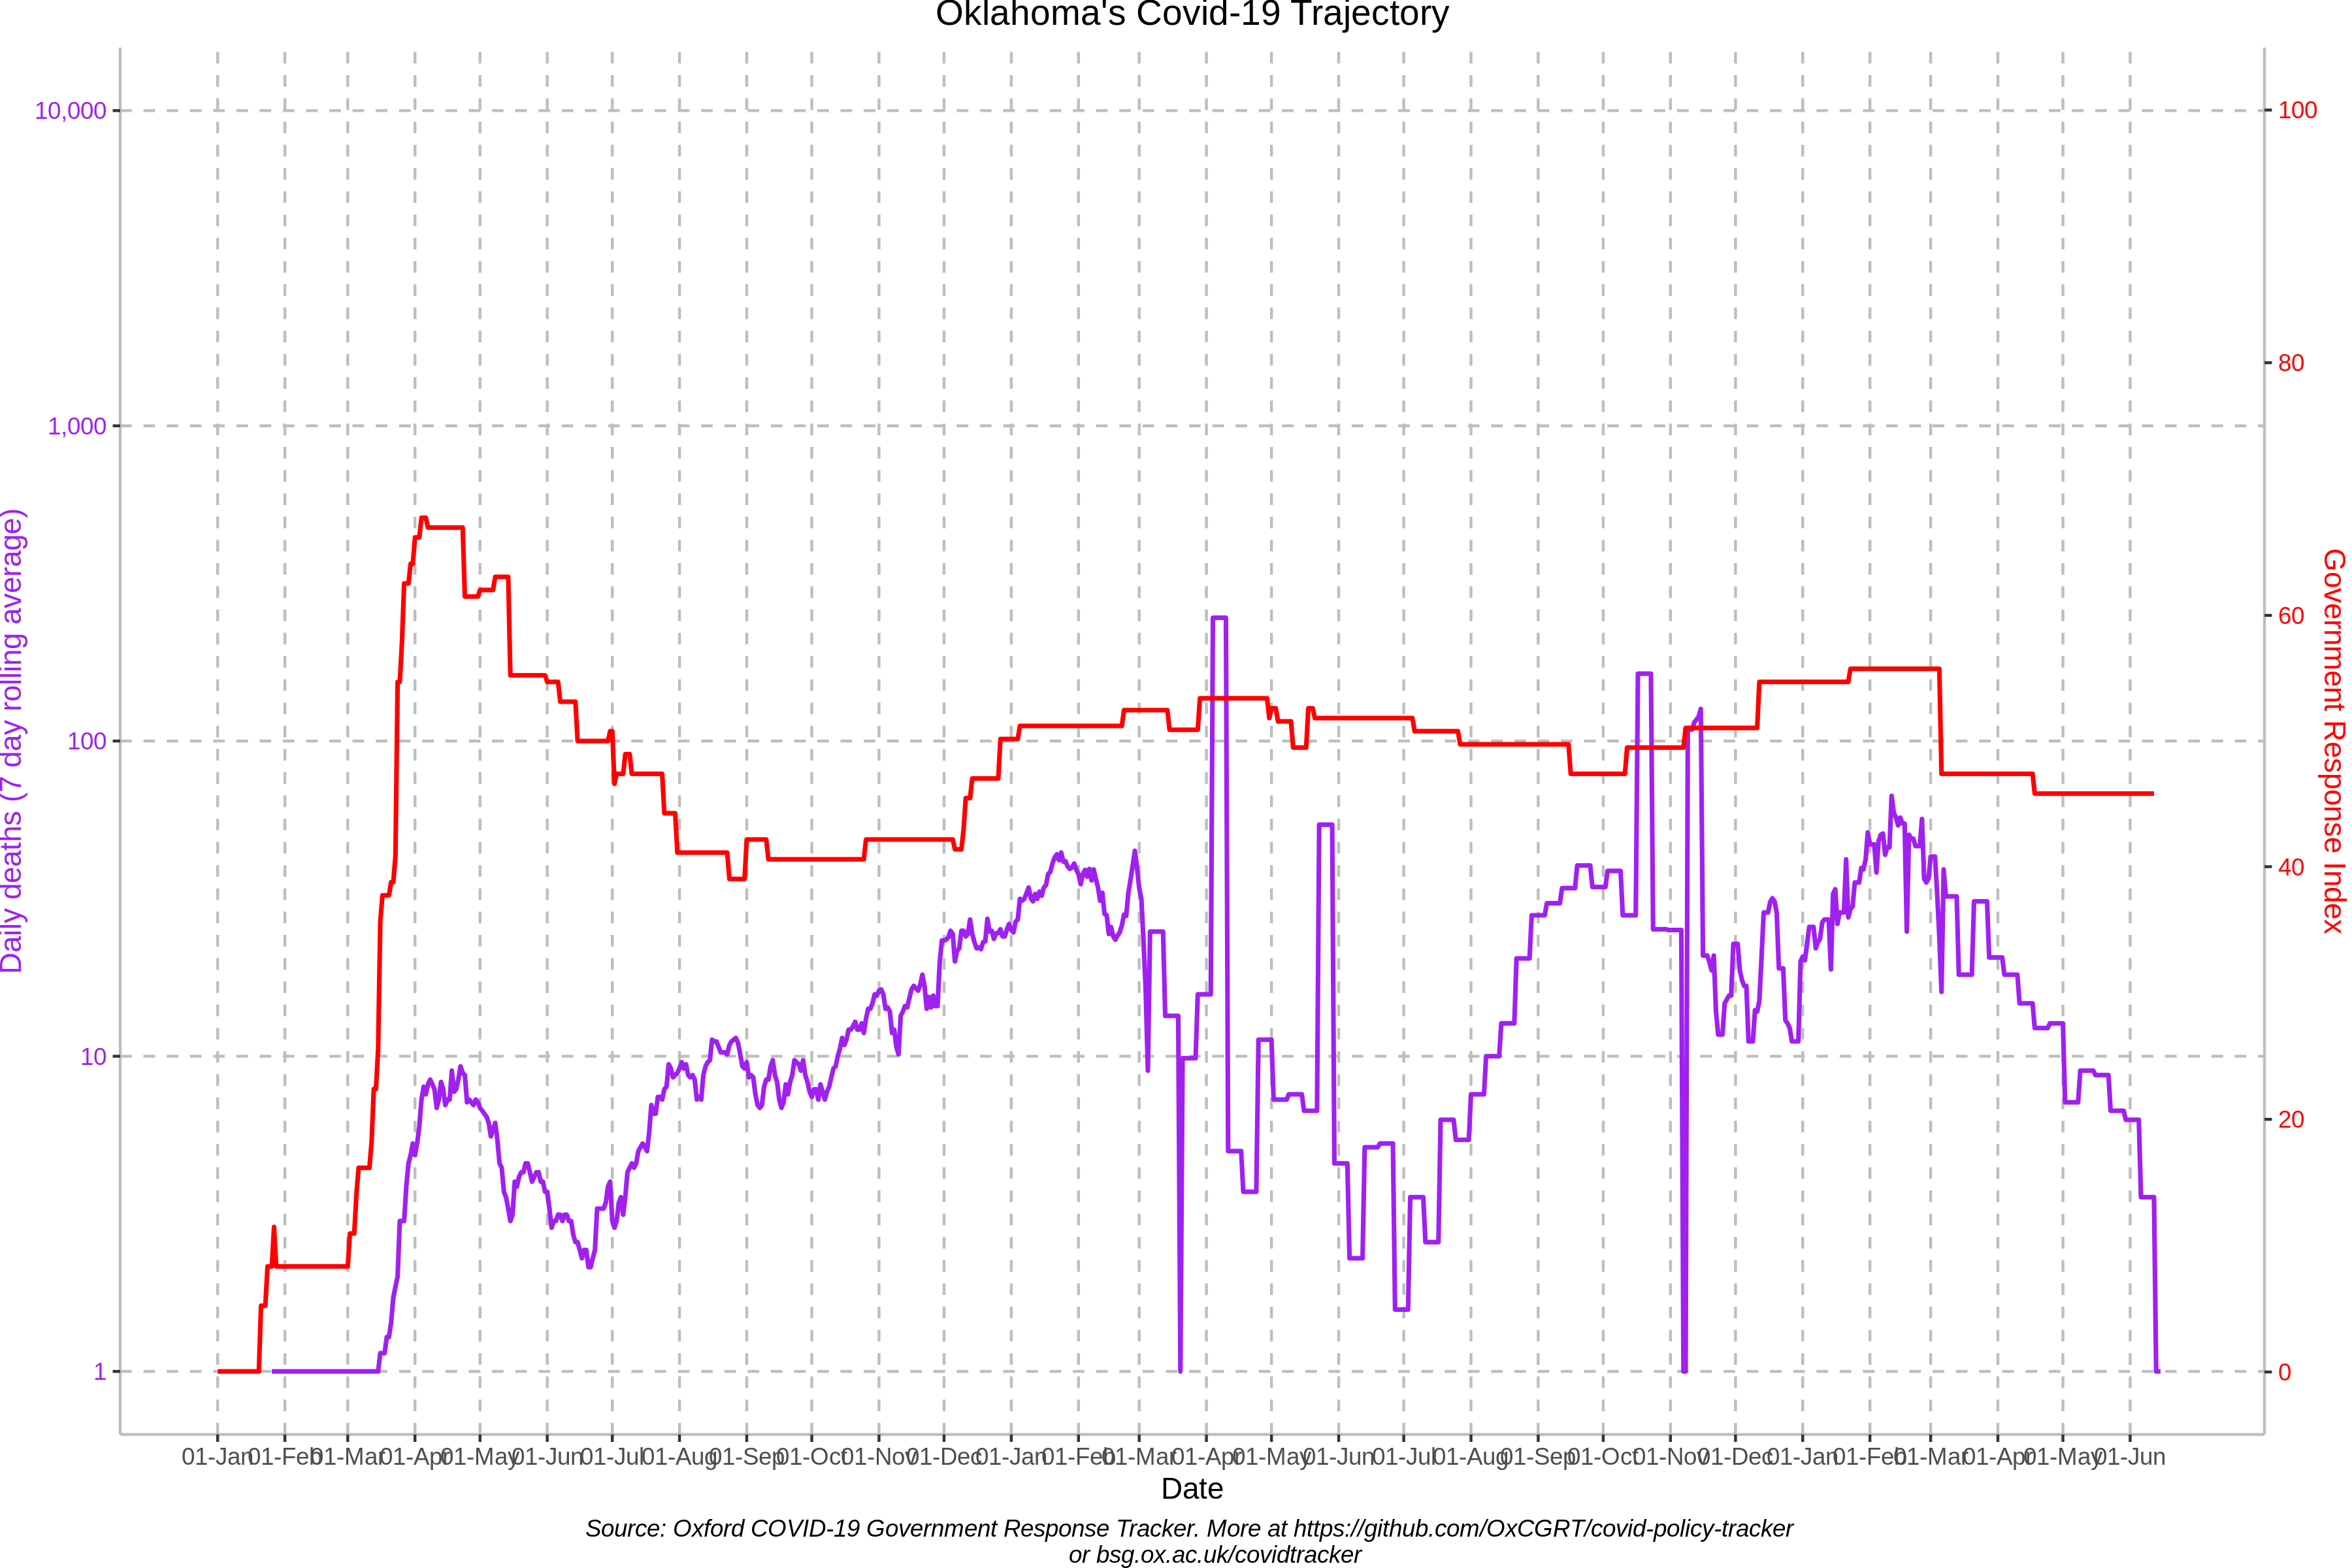 Oklahoma's Covid-19 Trajectory
10,000
1,000
100
10
1
Daily deaths (7 day rolling average)
100
80
60
40
20
0
Government Response Index
01-Jan 01-Feb 01-Mar 01-Apr 01-May 01-Jun 01-Jul 01-Aug 01-Sep 01-Oct 01-Nov 01-Dec 01-Jan 01-Feb 01-Mar 01-Apr 01-May 01-Jun 01-Jul 01-Aug 01-Sep 01-Oct 01-Nov 01-Dec 01-Jan 01-Feb 01-Mar 01-Apr 01-May 01-Jun
Date
Source: Oxford COVID-19 Government Response Tracker. More at https://github.com/OxCGRT/covid-policy-tracker
or bsg.ox.ac.uk/covidtracker